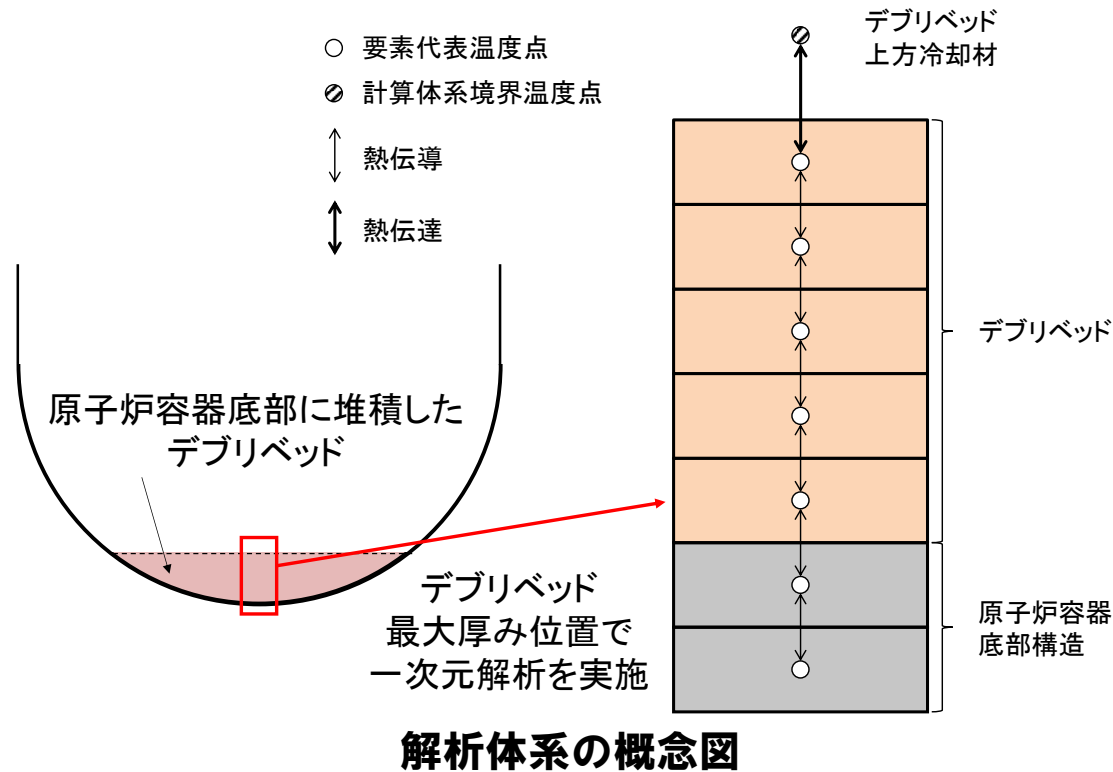 要素代表温度点
計算体系境界温度点
熱伝導
熱伝達
原子炉容器底部に堆積した
デブリベッド
デブリベッド
最大厚み位置で
一次元解析を実施
デブリベッド
上方冷却材
デブリベッド
原子炉容器
底部構造
解析体系の概念図